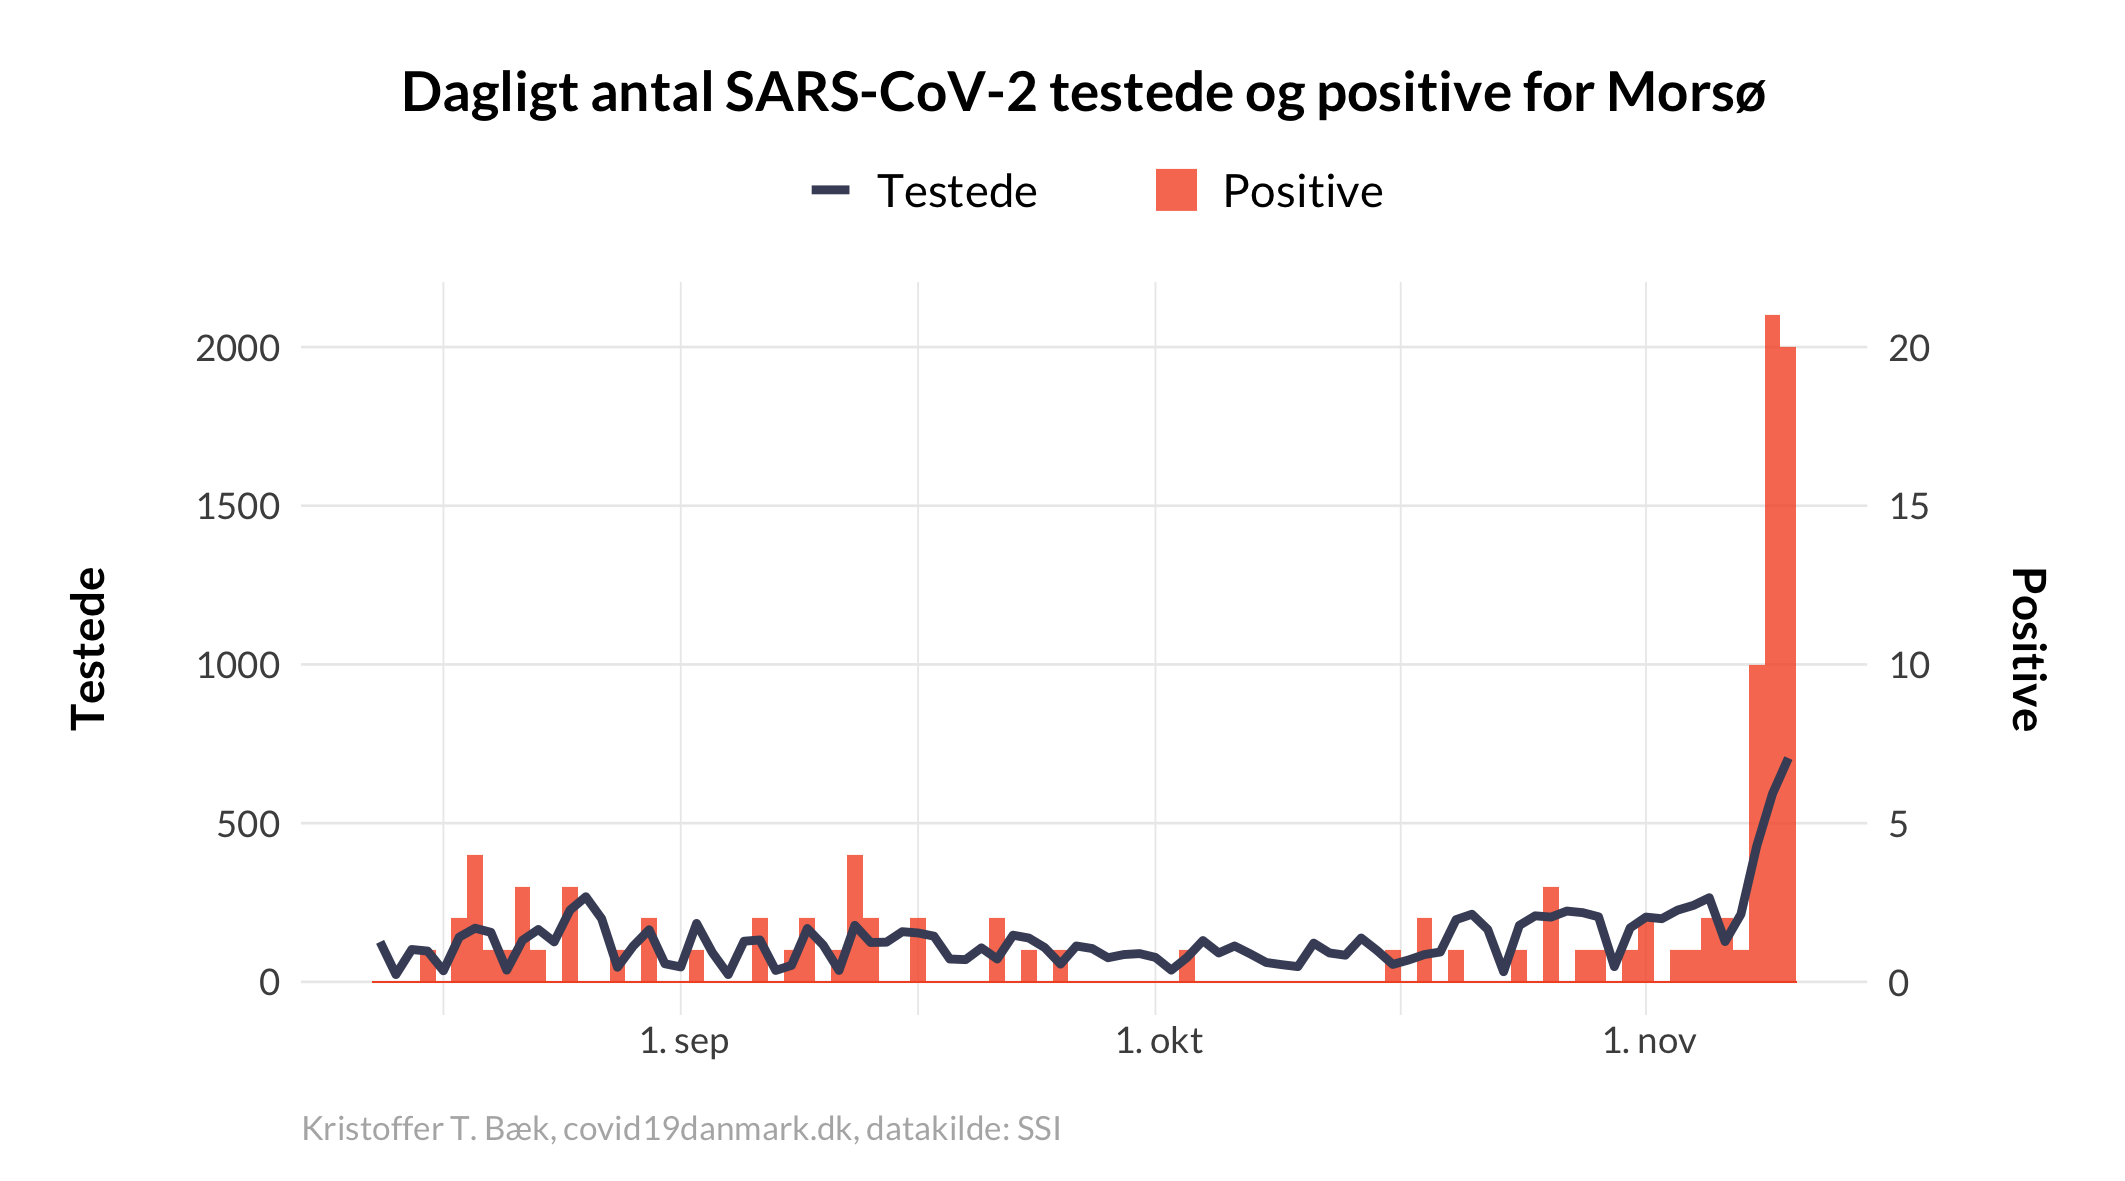 Dagligt antal SARS-CoV-2 testede og positive for Morsø
Testede
Positive
2000
1500
1000
500
0
Testede
20
15
10
5
0
Positive
1. sep
1. okt
1. nov
Kristoffer T. Bæk, covid19danmark.dk, datakilde: SSI